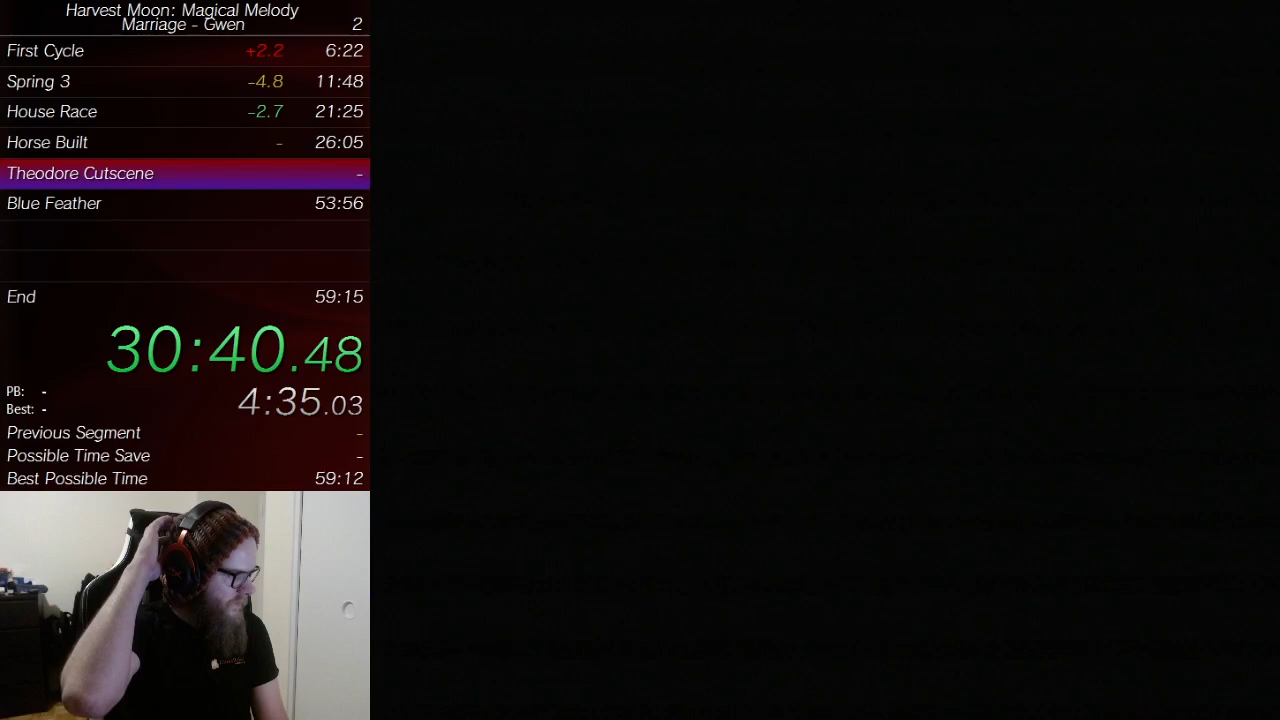 Harvest Moon: Magical Melody
Marriage - Gwen 2
First Cycle +2.2 6:22
Spring 3 -4.8 11:48
House Race -2.7 21:25
Horse Built - 26:05
Theodore Cutscene -
Blue Feather 53:56
End 59:15
30:40.48
PB: -
Best: -
4:35.03
Previous Segment -
Possible Time Save -
Best Possible Time 59:12